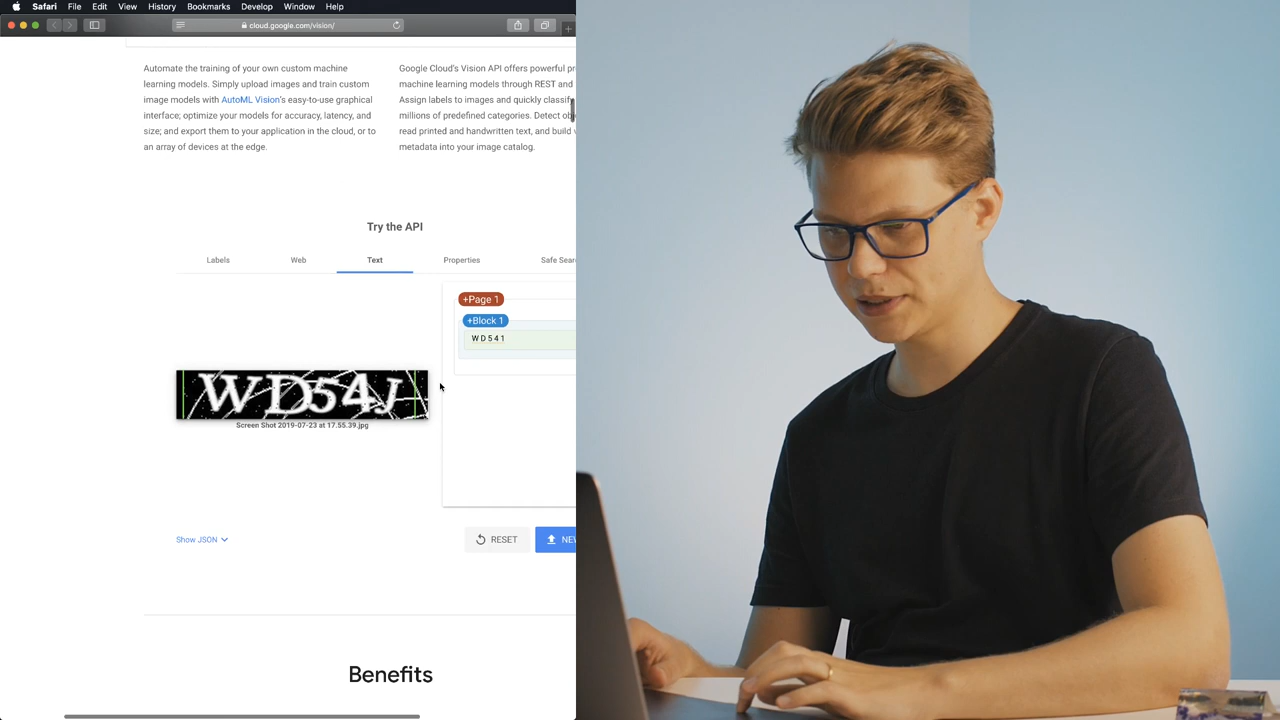 Safari File Edit View History Bookmarks Develop Window Help
cloud.google.com/vision/
Automate the training of your own custom machine
learning models. Simply upload images and train custom
image models with AutoML Vision's easy-to-use graphical
interface; optimize your models for accuracy, latency, and
size; and export them to your application in the cloud, or to
an array of devices at the edge.
Google Cloud's Vision API offers powerful pr
machine learning models through REST and
Assign labels to images and quickly classify
millions of predefined categories. Detect obj
read printed and handwritten text, and build v
metadata into your image catalog.
Try the API
Labels Web Text Properties Safe Sear
+Page 1
+Block 1
W D 5 4 1
WD54J
Screen Shot 2019-07-23 at 17.55.39.jpg
Show JSON RESET NEW
Benefits